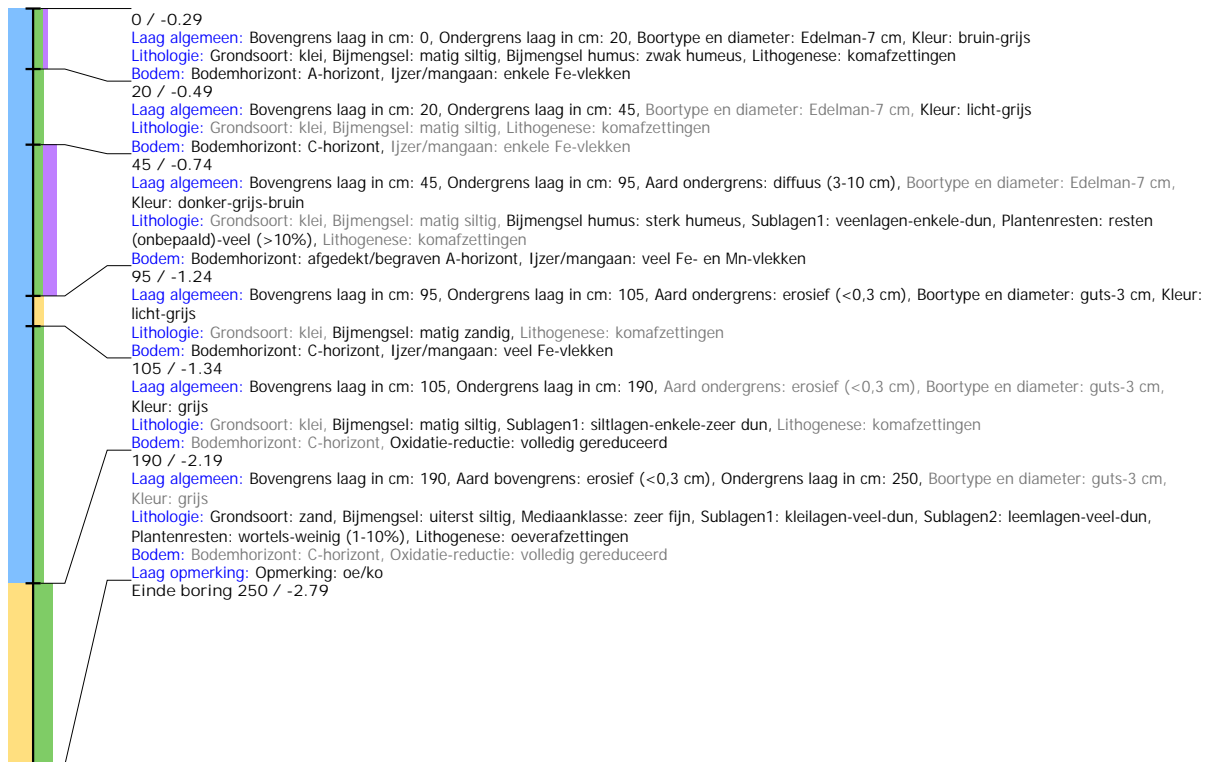 0 / -0.29
Laag algemeen: Bovengrens laag in cm: 0, Ondergrens laag in cm: 20, Boortype en diameter: Edelman-7 cm, Kleur: bruin-grijs
Lithologie: Grondsoort: klei, Bijmengsel: matig siltig, Bijmengsel humus: zwak humeus, Lithogenese: komafzettingen
Bodem: Bodemhorizont: A-horizont, Ijzer/mangaan: enkele Fe-vlekken
20 / -0.49
Laag algemeen: Bovengrens laag in cm: 20, Ondergrens laag in cm: 45, Boortype en diameter: Edelman-7 cm, Kleur: licht-grijs
Lithologie: Grondsoort: klei, Bijmengsel: matig siltig, Lithogenese: komafzettingen
Bodem: Bodemhorizont: C-horizont, Ijzer/mangaan: enkele Fe-vlekken
45 / -0.74
Laag algemeen: Bovengrens laag in cm: 45, Ondergrens laag in cm: 95, Aard ondergrens: diffuus (3-10 cm), Boortype en diameter: Edelman-7 cm,
Kleur: donker-grijs-bruin
Lithologie: Grondsoort: klei, Bijmengsel: matig siltig, Bijmengsel humus: sterk humeus, Sublagen1: veenlagen-enkele-dun, Plantenresten: resten
(onbepaald)-veel (>10%), Lithogenese: komafzettingen
Bodem: Bodemhorizont: afgedekt/begraven A-horizont, Ijzer/mangaan: veel Fe- en Mn-vlekken
95 / -1.24
Laag algemeen: Bovengrens laag in cm: 95, Ondergrens laag in cm: 105, Aard ondergrens: erosief (<0,3 cm), Boortype en diameter: guts-3 cm, Kleur:
licht-grijs
Lithologie: Grondsoort: klei, Bijmengsel: matig zandig, Lithogenese: komafzettingen
Bodem: Bodemhorizont: C-horizont, Ijzer/mangaan: veel Fe-vlekken
105 / -1.34
Laag algemeen: Bovengrens laag in cm: 105, Ondergrens laag in cm: 190, Aard ondergrens: erosief (<0,3 cm), Boortype en diameter: guts-3 cm,
Kleur: grijs
Lithologie: Grondsoort: klei, Bijmengsel: matig siltig, Sublagen1: siltlagen-enkele-zeer dun, Lithogenese: komafzettingen
Bodem: Bodemhorizont: C-horizont, Oxidatie-reductie: volledig gereduceerd
190 / -2.19
Laag algemeen: Bovengrens laag in cm: 190, Aard bovengrens: erosief (<0,3 cm), Ondergrens laag in cm: 250, Boortype en diameter: guts-3 cm,
Kleur: grijs
Lithologie: Grondsoort: zand, Bijmengsel: uiterst siltig, Mediaanklasse: zeer fijn, Sublagen1: kleilagen-veel-dun, Sublagen2: leemlagen-veel-dun,
Plantenresten: wortels-weinig (1-10%), Lithogenese: oeverafzettingen
Bodem: Bodemhorizont: C-horizont, Oxidatie-reductie: volledig gereduceerd
Laag opmerking: Opmerking: oe/ko
Einde boring 250 / -2.79